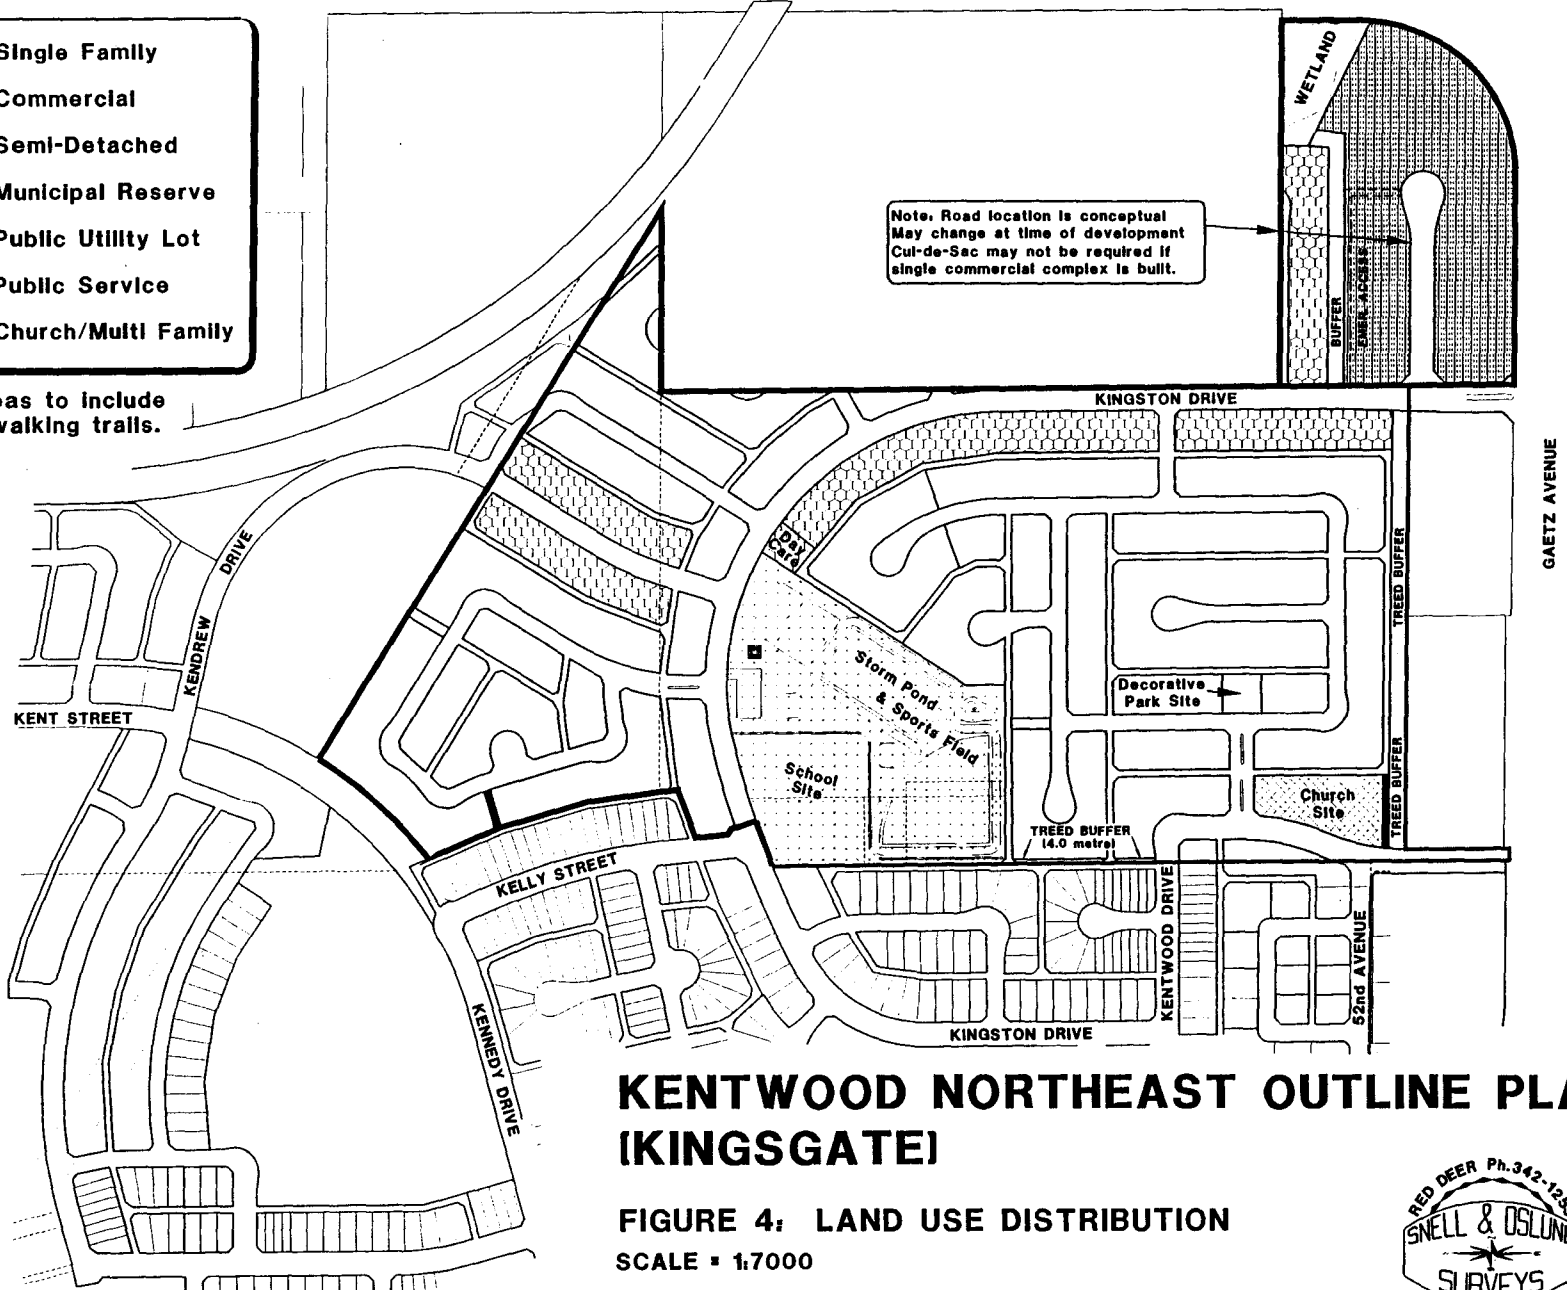 Single Family
Commercial
Semi-Detached
Municipal Reserve
Public Utility Lot
Public Service
Church/Multi Family
eas to include
walking trails.
WETLAND
Note: Road location is conceptual
May change at time of development
Cul-de-Sac may not be required if
single commercial complex is built.
BUFFER
EMER. ACCESS
KINGSTON DRIVE
GAETZ AVENUE
Day
Care
TREED BUFFER
KENDREW DRIVE
KENT STREET
Storm Pond
& Sports Field
Decorative
Park Site
School
Site
Church
Site
TREED BUFFER
TREED BUFFER
(4.0 metre)
KELLY STREET
KENTWOOD DRIVE
52nd AVENUE
KENNEDY DRIVE
KINGSTON DRIVE
KENTWOOD NORTHEAST OUTLINE PLA
[KINGSGATE]
FIGURE 4: LAND USE DISTRIBUTION
SCALE = 1:7000
RED DEER Ph.342-125
SNELL & OSLUN
SURVEYS